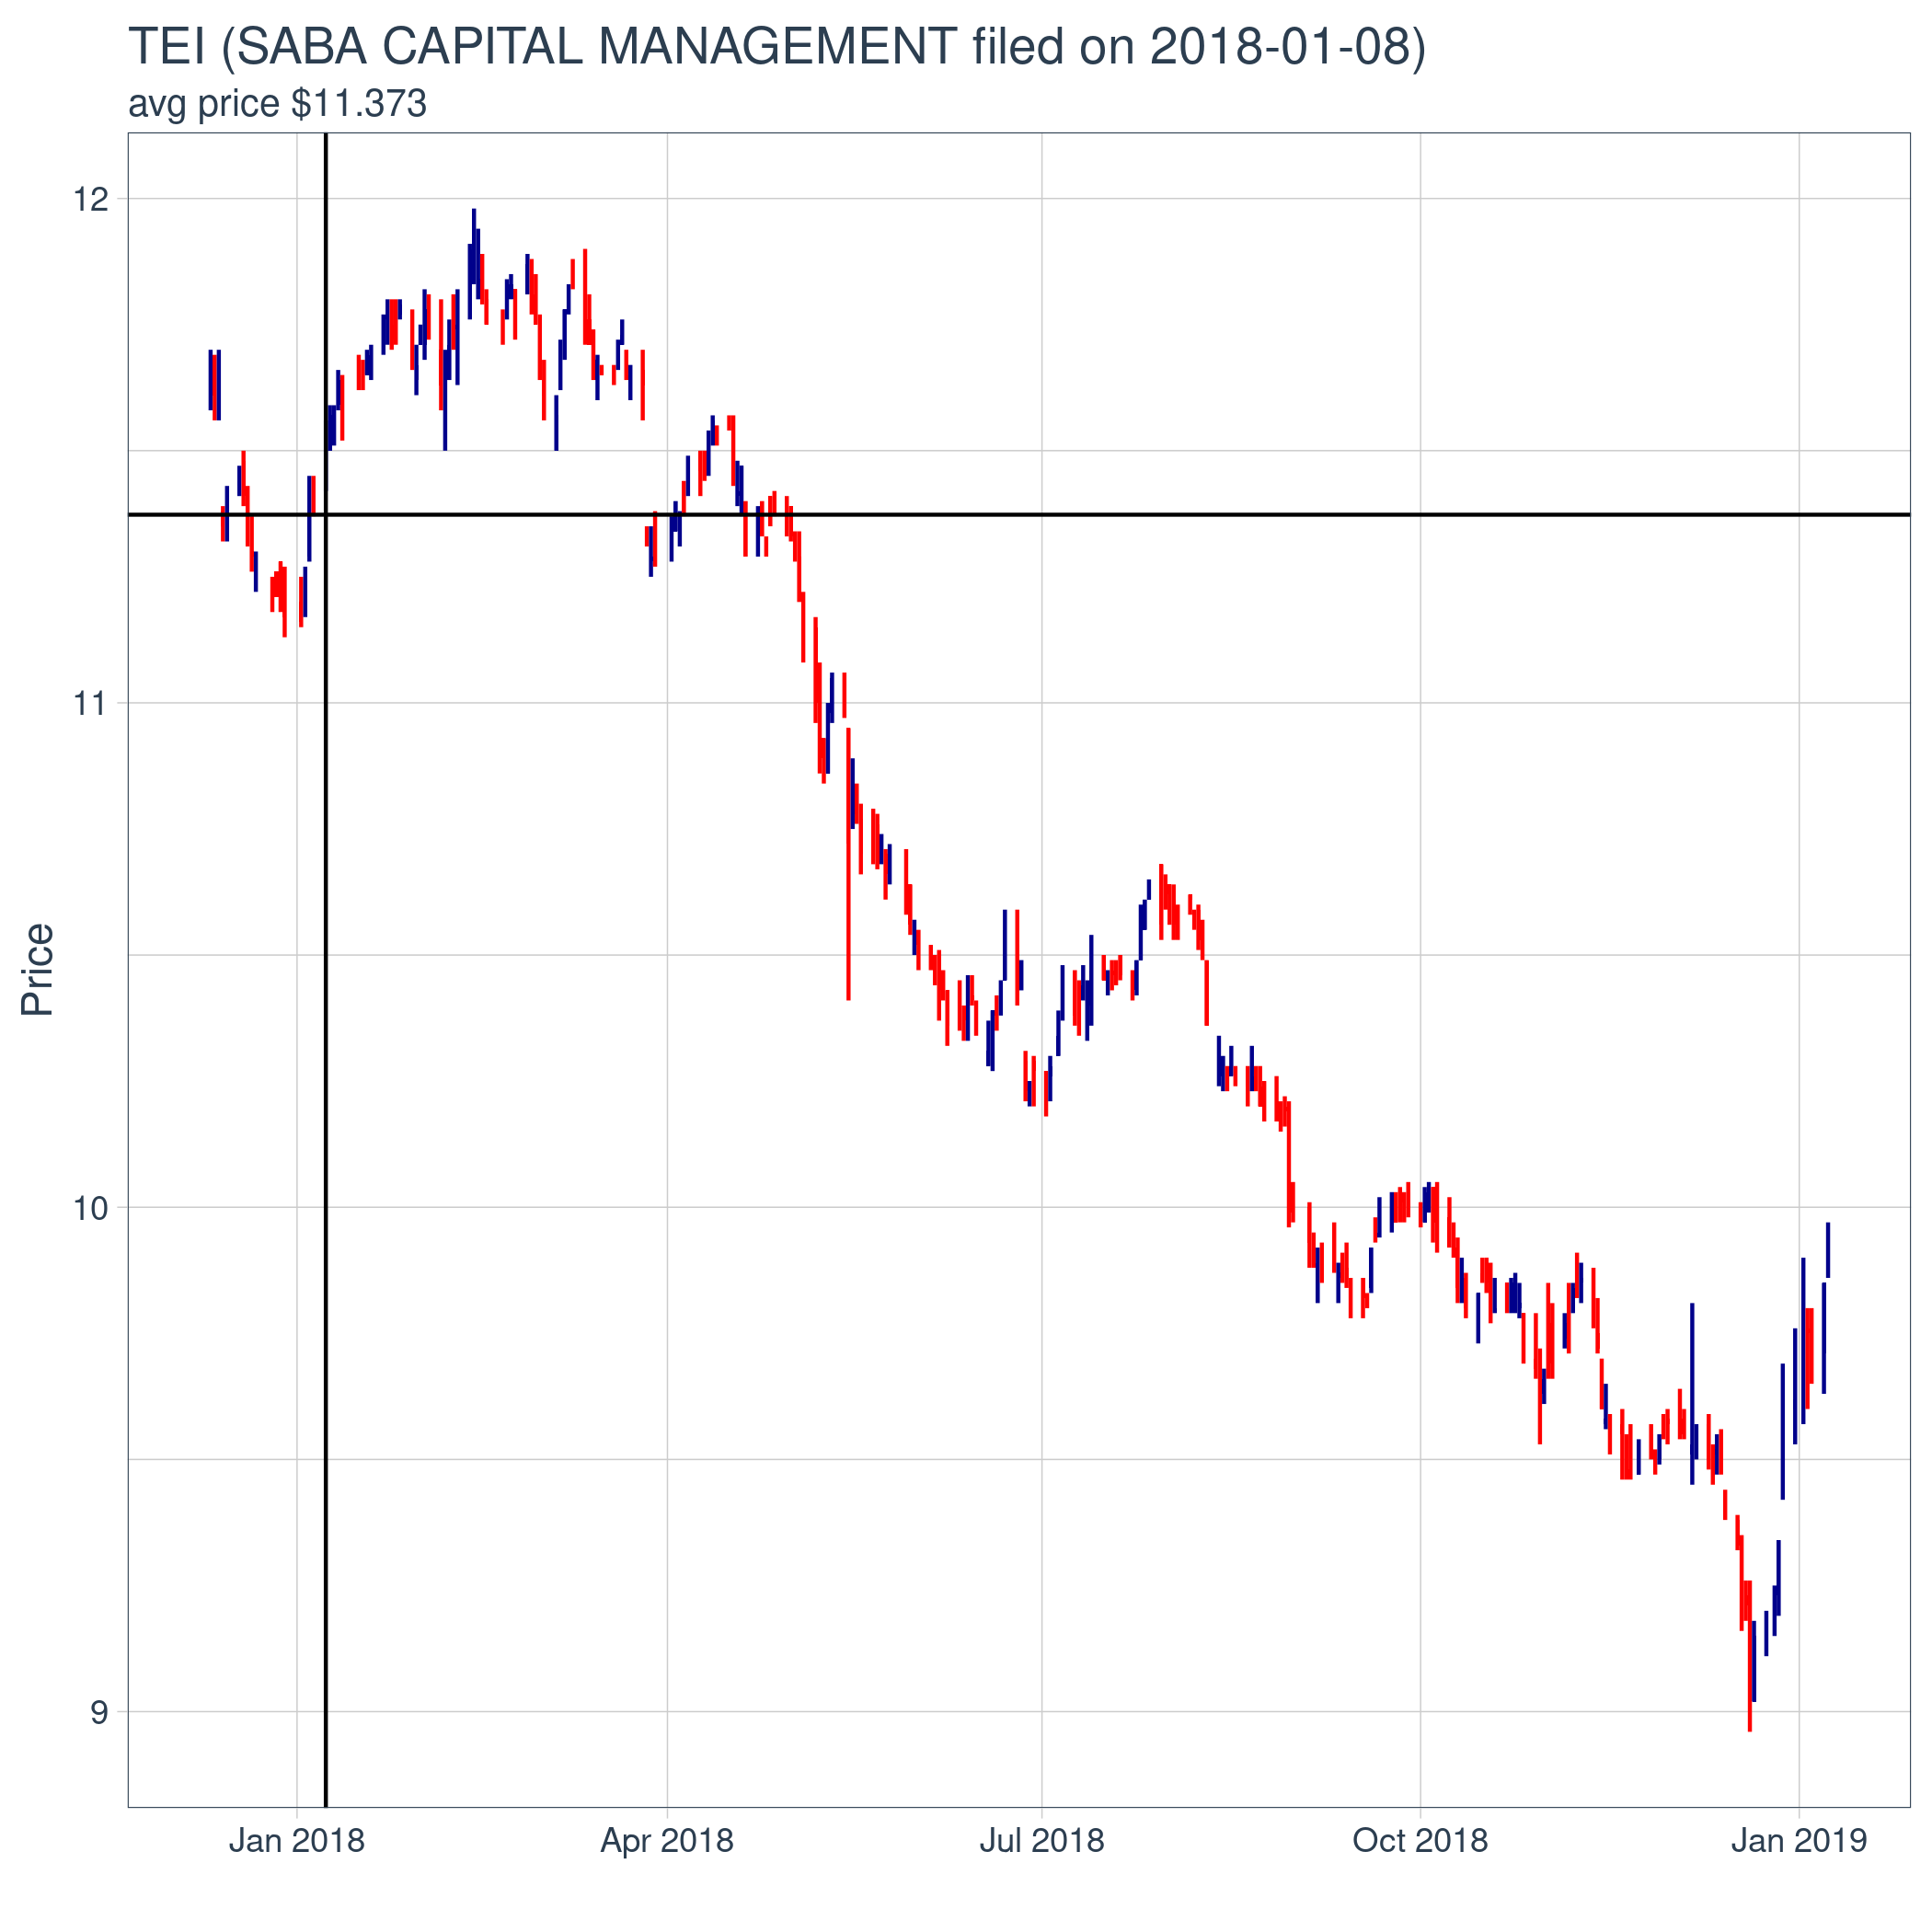 TEI (SABA CAPITAL MANAGEMENT filed on 2018-01-08)
avg price $11.373
12
11
10
9
Price
Jan 2018 Apr 2018 Jul 2018 Oct 2018 Jan 2019